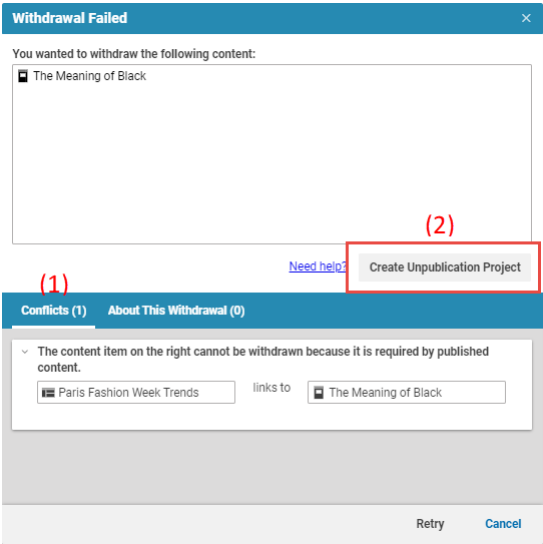 Withdrawal Failed
You wanted to withdraw the following content:
The Meaning of Black
(2)
Need help?
Create Unpublication Project
(1)
Conflicts (1) About This Withdrawal (0)
The content item on the right cannot be withdrawn because it is required by published
content.
Paris Fashion Week Trends links to The Meaning of Black
Retry Cancel